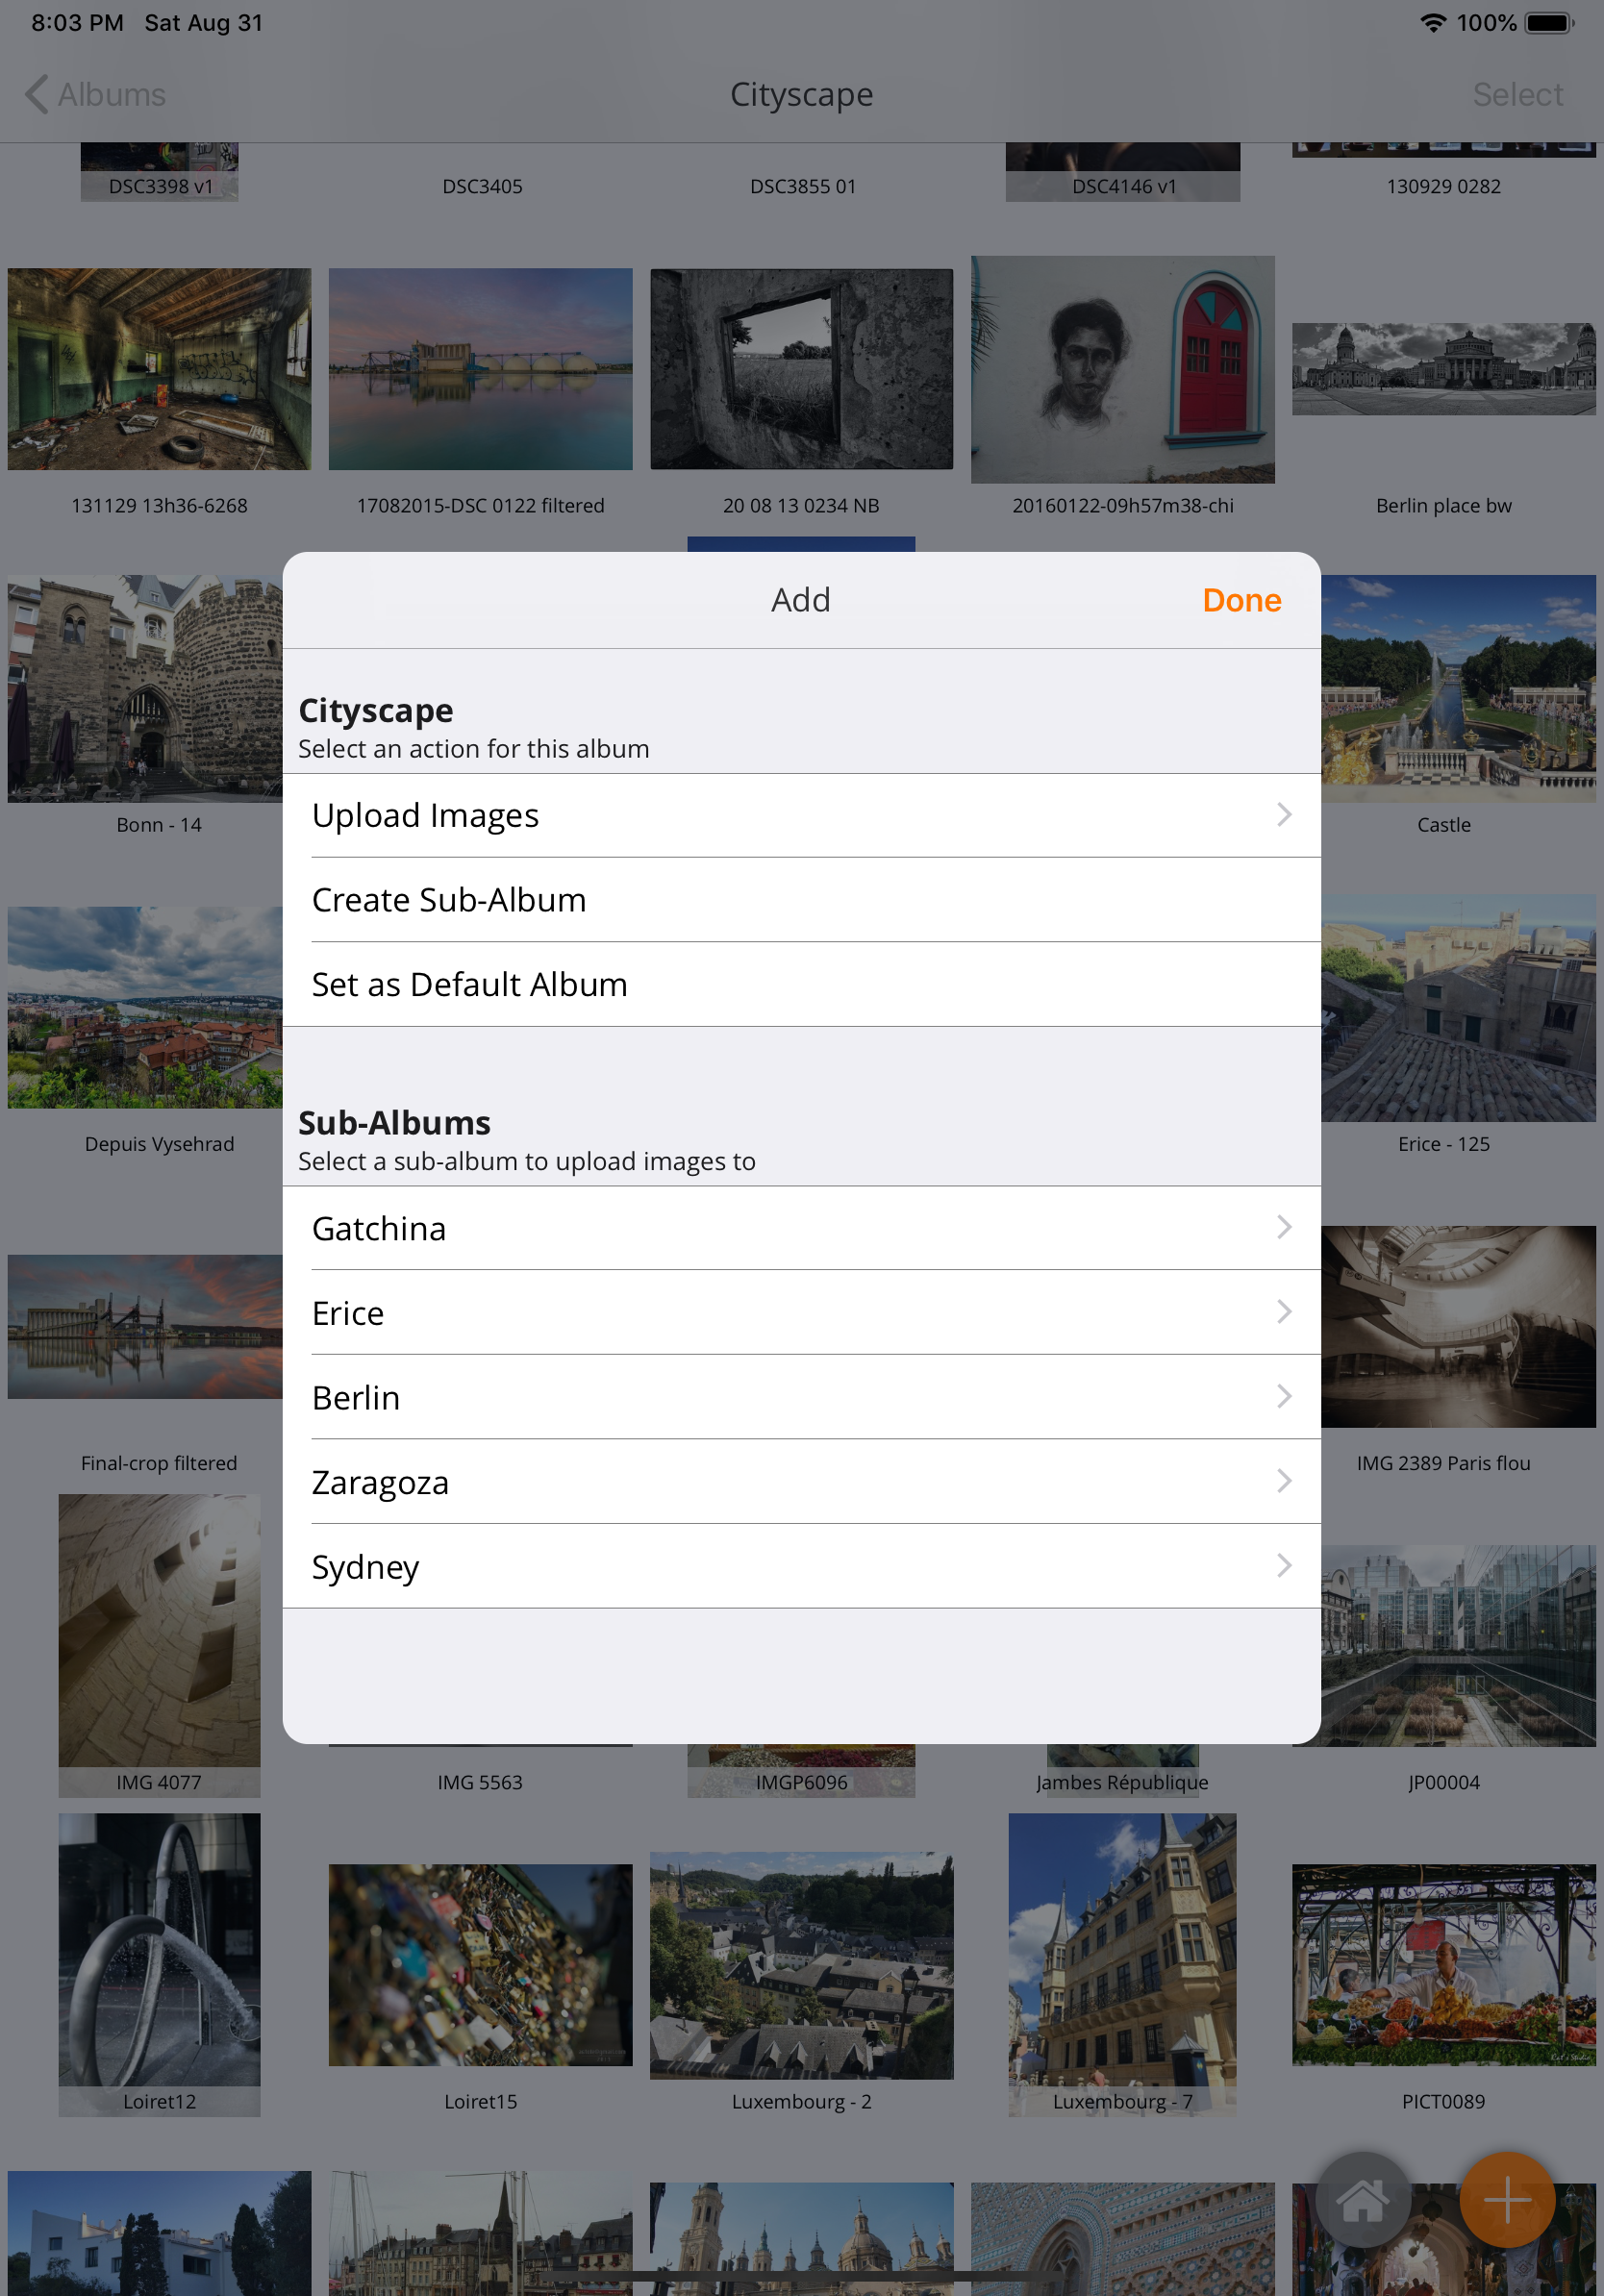 8:03 PM Sat Aug 31
100%
Albums
Cityscape
Select
DSC3398 v1
DSC3405
DSC3855 01
DSC4146 v1
130929 0282
131129 13h36-6268
17082015-DSC 0122 filtered
20 08 13 0234 NB
20160122-09h57m38-chi
Berlin place bw
Add
Done
Cityscape
Select an action for this album
Upload Images
Create Sub-Album
Set as Default Album
Sub-Albums
Select a sub-album to upload images to
Gatchina
Erice
Berlin
Zaragoza
Sydney
Bonn - 14
Castle
Depuis Vysehrad
Erice - 125
Final-crop filtered
IMG 2389 Paris flou
IMG 4077
IMG 5563
IMGP6096
Jambes République
JP00004
Loiret12
Loiret15
Luxembourg - 2
Luxembourg - 7
PICT0089